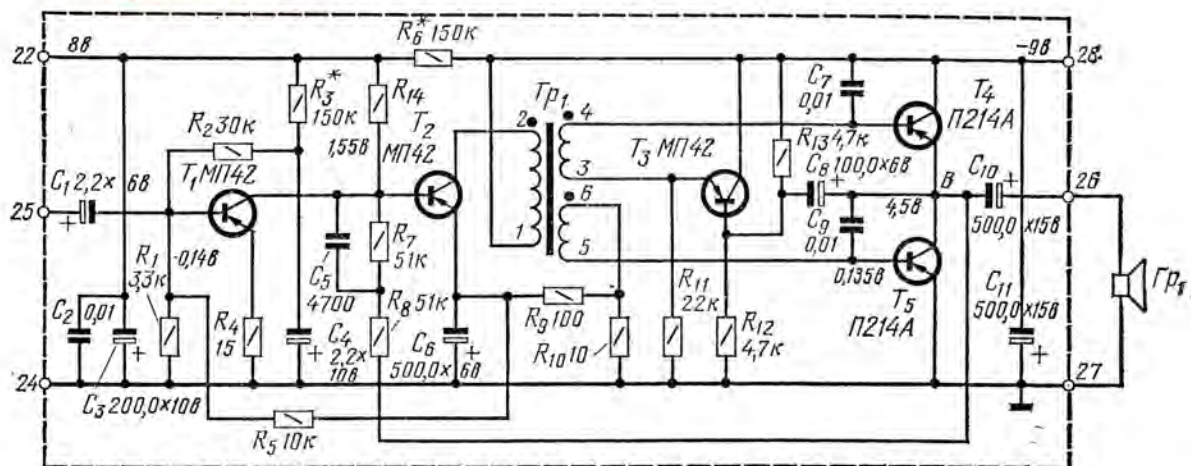 22
8в
R6* 150к
-9в
28
R3*
150к
R14
Тр1
4
2
C7
0,01
T4
П214А
R2 30к
T2
МП42
1,55в
3
T3 МП42
R13 4,7к
C1 2,2× 6в
T1 МП42
6
C8 100,0×6в
В
C10
26
25
4,5в
500,0×15в
R7
51к
1
5
C9
0,01
0,135в
R1
3,3к
-0,14в
C5
4700
R11
22к
C11
500,0×15в
Гр1
T5
П214А
C2
0,01
R4
15
C4
2,2×
10в
R8 51к
C6
500,0×6в
R9 100
R10 10
R12
4,7к
24
27
C3 200,0×10в
R5 10к